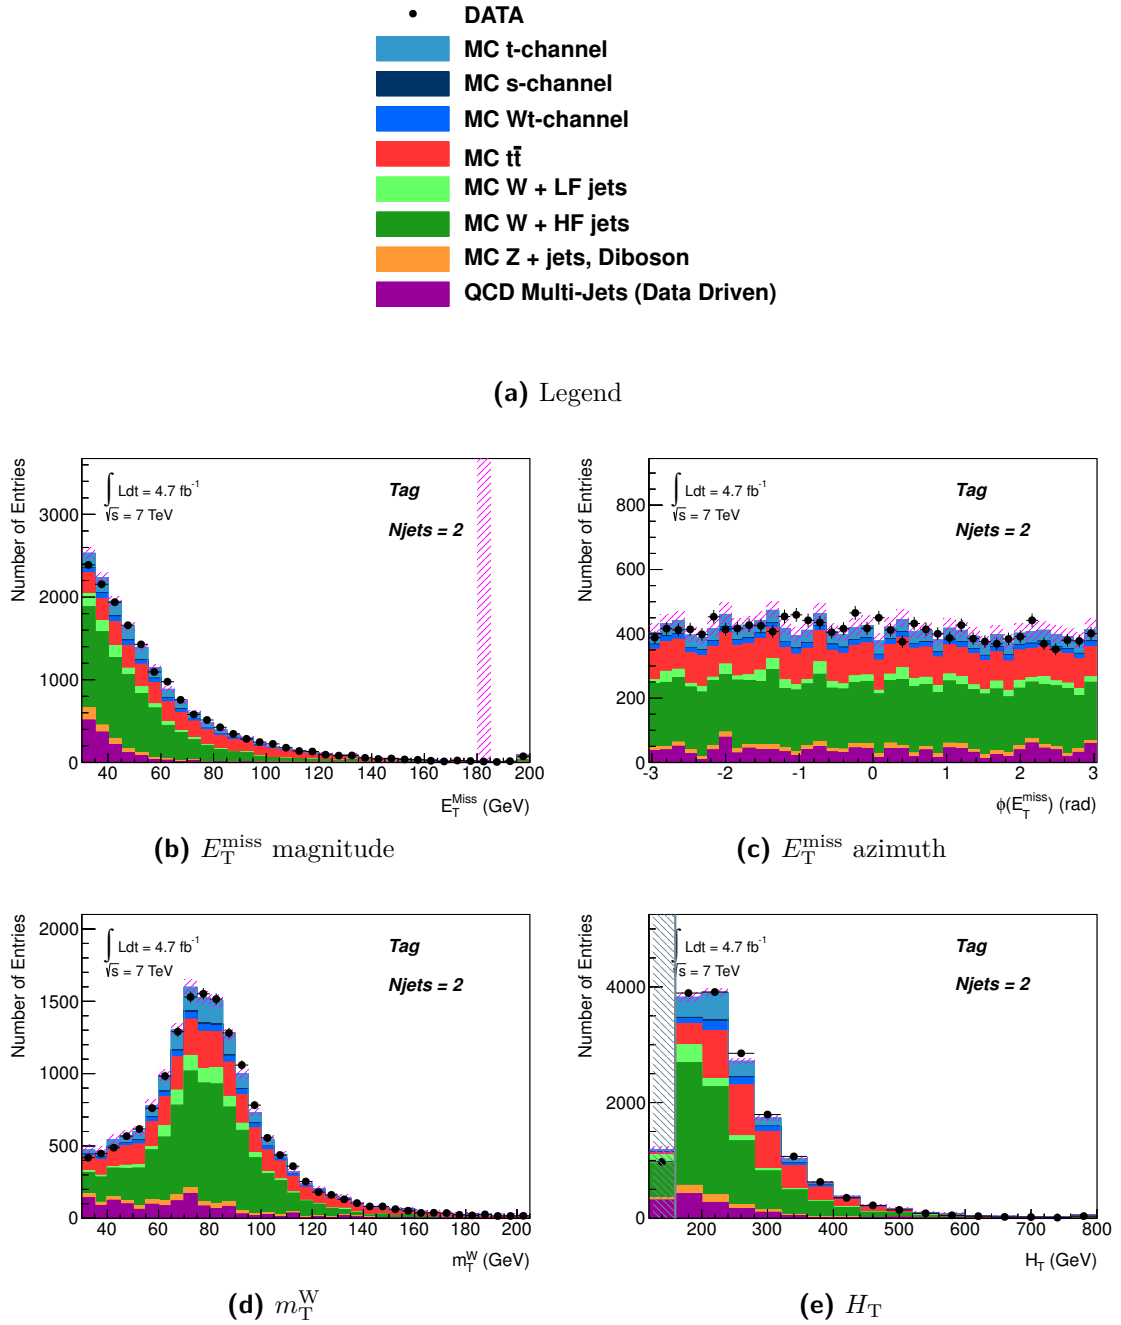 DATA
MC t-channel
MC s-channel
MC Wt-channel
MC tt̄
MC W + LF jets
MC W + HF jets
MC Z + jets, Diboson
QCD Multi-Jets (Data Driven)
(a) Legend
Number of Entries
3000
2000
1000
0
∫ Ldt = 4.7 fb⁻¹
√s = 7 TeV
Tag
Njets = 2
40 60 80 100 120 140 160 180 200
E_T^Miss (GeV)
(b) E_T^miss magnitude
Number of Entries
800
600
400
200
0
∫ Ldt = 4.7 fb⁻¹
√s = 7 TeV
Tag
Njets = 2
-3 -2 -1 0 1 2 3
ϕ(E_T^miss) (rad)
(c) E_T^miss azimuth
Number of Entries
2000
1500
1000
500
0
∫ Ldt = 4.7 fb⁻¹
√s = 7 TeV
Tag
Njets = 2
40 60 80 100 120 140 160 180 200
m_T^W (GeV)
(d) m_T^W
Number of Entries
4000
2000
0
∫ Ldt = 4.7 fb⁻¹
√s = 7 TeV
Tag
Njets = 2
200 300 400 500 600 700 800
H_T (GeV)
(e) H_T